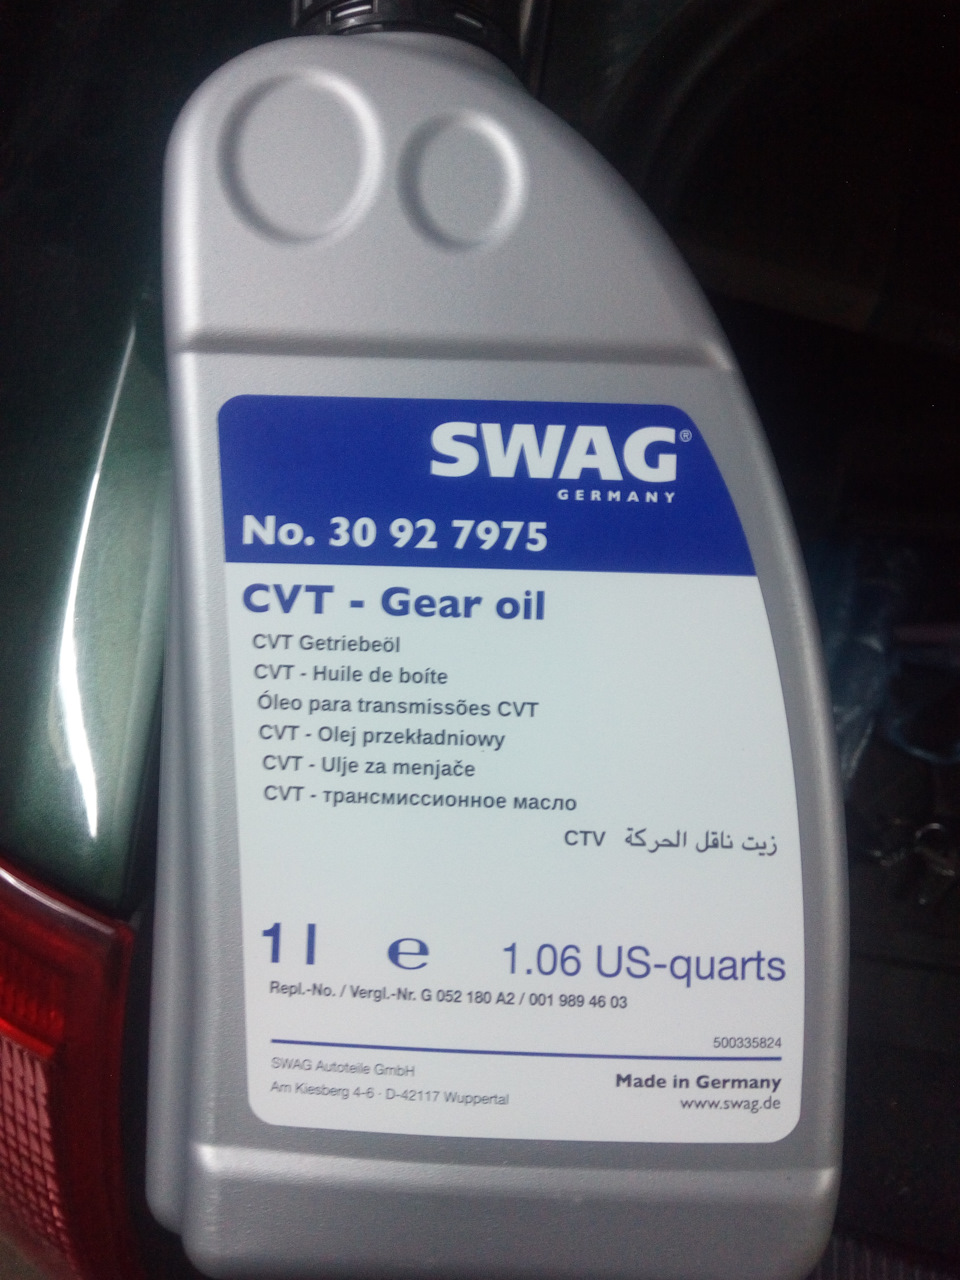 SWAG®
GERMANY
No. 30 92 7975
CVT - Gear oil
CVT Getriebeöl
CVT - Huile de boîte
Óleo para transmissões CVT
CVT - Olej przekładniowy
CVT - Ulje za menjače
CVT - трансмиссионное масло
زيت ناقل الحركة CTV
1 l e 1.06 US-quarts
Repl.-No. / Vergl.-Nr. G 052 180 A2 / 001 989 46 03
500335824
SWAG Autoteile GmbH
Am Kiesberg 4-6 · D-42117 Wuppertal
Made in Germany
www.swag.de